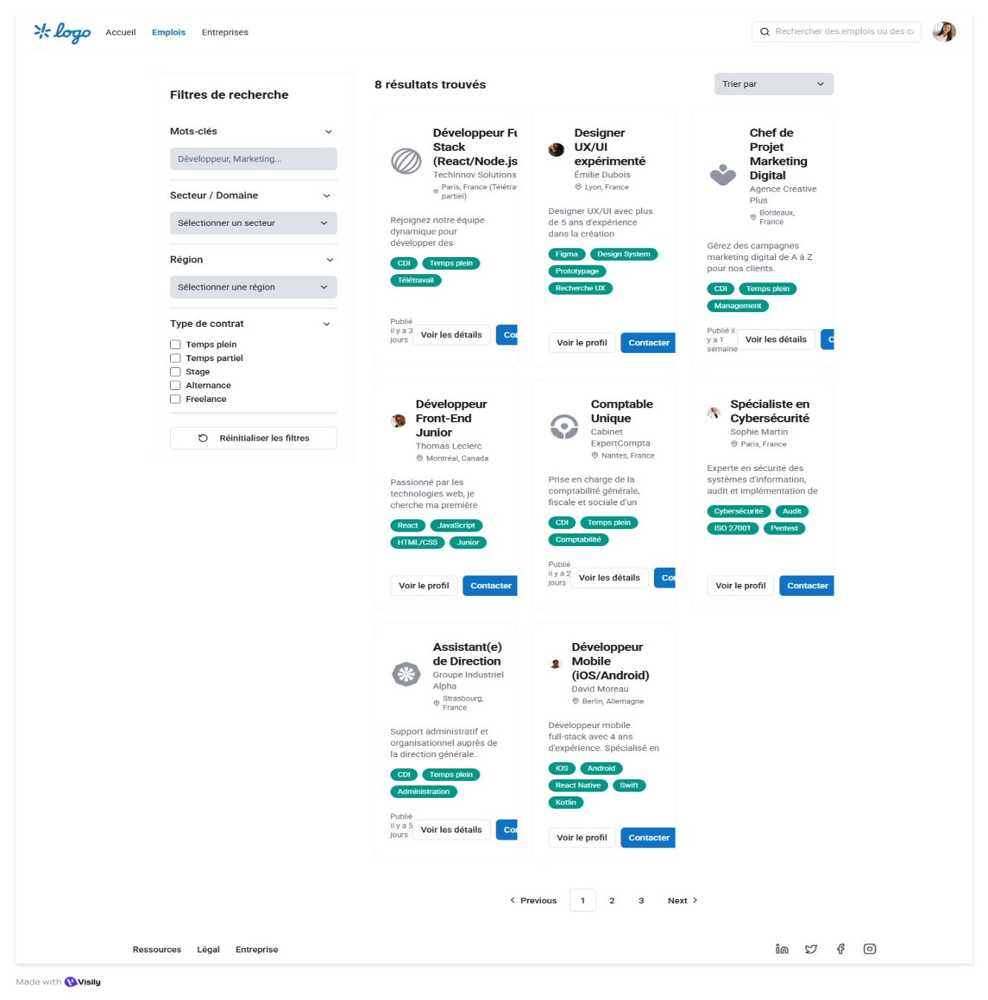 logo
Accueil
Emplois
Entreprises
Rechercher des emplois ou des
Filtres de recherche
Mots-clés
Développeur, Marketing...
Secteur / Domaine
Sélectionner un secteur
Région
Sélectionner une région
Type de contrat
Temps plein
Temps partiel
Stage
Alternance
Freelance
Réinitialiser les filtres
8 résultats trouvés
Trier par
Développeur
Stack
(React/Node.js
TechInnov Solutions
Paris, France
partiel)
Rejoignez notre équipe
dynamique pour
développer des
CDI
Temps plein
Télétravail
Publié
il y a 3
jours
Voir les détails
Designer
UX/UI
expérimenté
Émilie Dubois
Lyon, France
Designer UX/UI avec plus
de 5 ans d'expérience
dans la création
Figma
Design System
Prototypage
Recherche UX
Voir le profil
Contacter
Chef de
Projet
Marketing
Digital
Agence Créative
Plus
Bordeaux,
France
Gérez des campagnes
marketing digital de A à Z
pour nos clients.
CDI
Temps plein
Management
Publié il
y a 1
semaine
Voir les détails
Développeur
Front-End
Junior
Thomas Leclerc
Montréal, Canada
Passionné par les
technologies web, je
cherche ma première
React
JavaScript
HTML/CSS
Junior
Voir le profil
Contacter
Comptable
Unique
Cabinet
ExpertCompta
Nantes, France
Prise en charge de la
comptabilité générale,
fiscale et sociale d'un
CDI
Temps plein
Comptabilité
Publié
il y a 2
jours
Voir les détails
Spécialiste en
Cybersécurité
Sophie Martin
Paris, France
Experte en sécurité des
systèmes d'information,
audit et implémentation de
Cybersécurité
Audit
ISO 27001
Pentest
Voir le profil
Contacter
Assistant(e)
de Direction
Groupe Industriel
Alpha
Strasbourg,
France
Support administratif et
organisationnel auprès de
la direction générale.
CDI
Temps plein
Administration
Publié
il y a 5
jours
Voir les détails
Développeur
Mobile
(iOS/Android)
David Moreau
Berlin, Allemagne
Développeur mobile
full-stack avec 4 ans
d'expérience. Spécialisé en
iOS
Android
React Native
Swift
Kotlin
Voir le profil
Contacter
Previous
1
2
3
Next
Ressources
Légal
Entreprise
Made with Visily